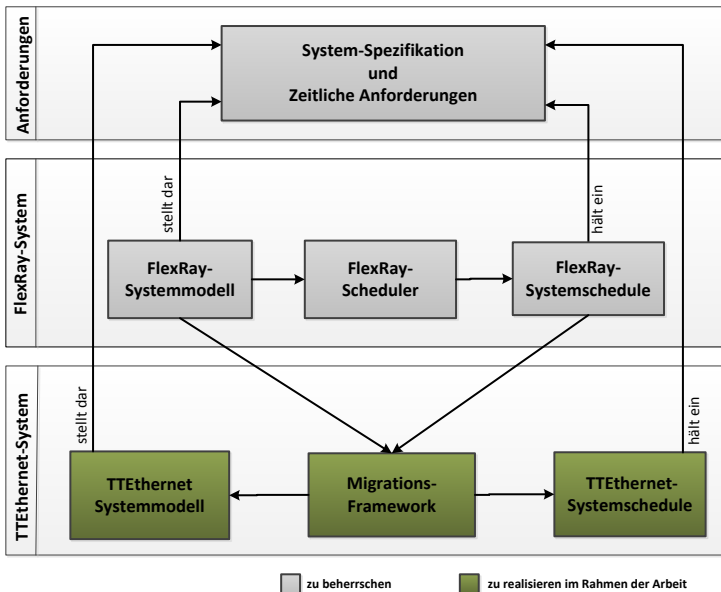 Anforderungen
System-Spezifikation
und
Zeitliche Anforderungen
FlexRay-System
stellt dar
hält ein
FlexRay-
Systemmodell
FlexRay-
Scheduler
FlexRay-
Systemschedule
TTEthernet-System
stellt dar
hält ein
TTEthernet
Systemmodell
Migrations-
Framework
TTEthernet-
Systemschedule
zu beherrschen
zu realisieren im Rahmen der Arbeit